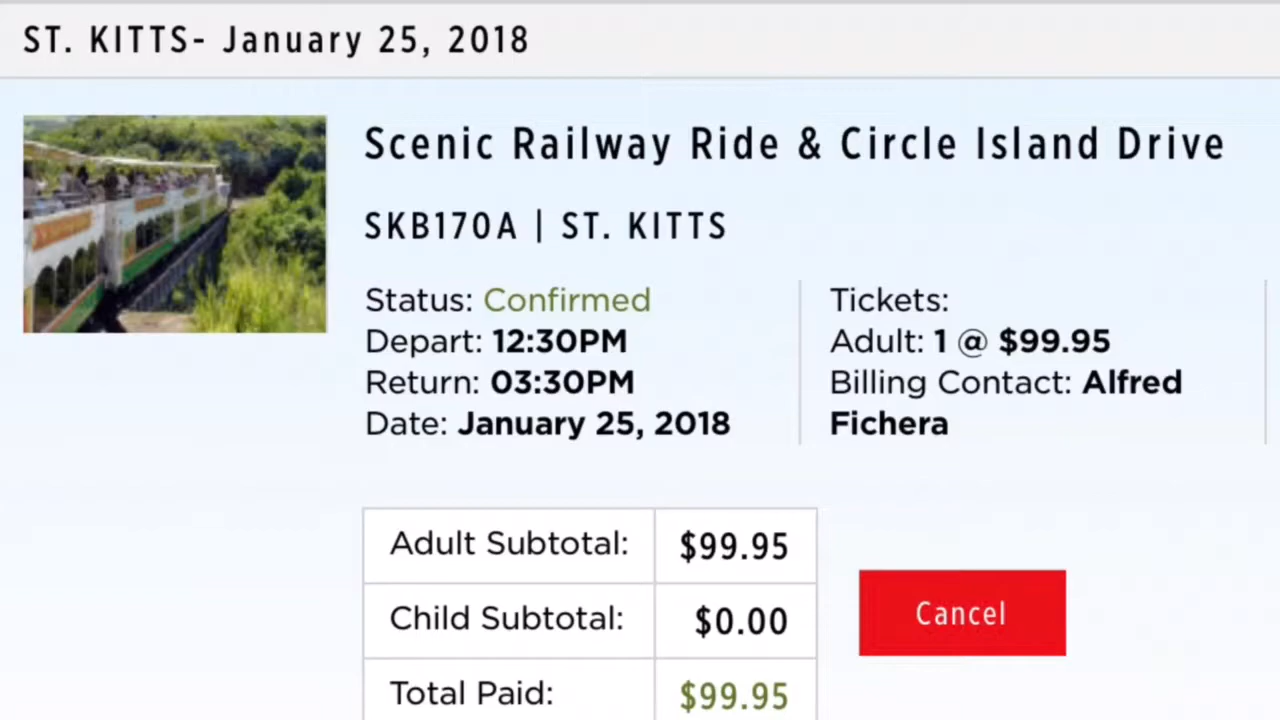 ST. KITTS- January 25, 2018
Scenic Railway Ride & Circle Island Drive
SKB170A | ST. KITTS
Status: Confirmed
Depart: 12:30PM
Return: 03:30PM
Date: January 25, 2018
Tickets:
Adult: 1 @ $99.95
Billing Contact: Alfred
Fichera
Adult Subtotal: $99.95
Child Subtotal: $0.00
Total Paid: $99.95
Cancel